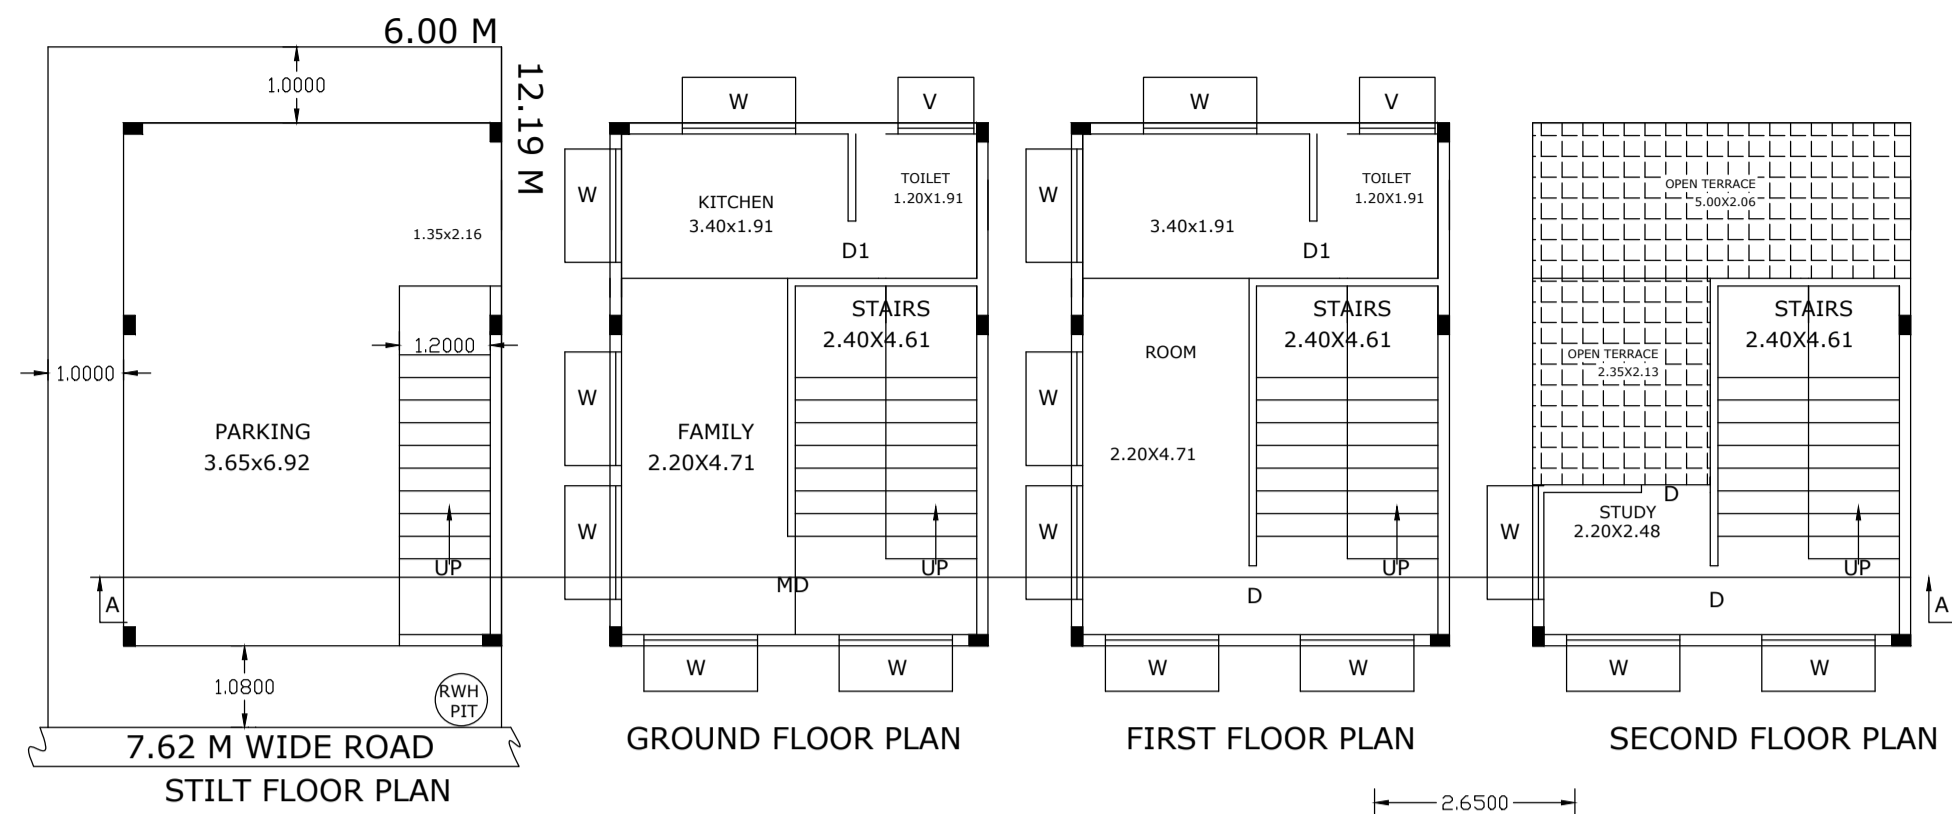 6.00 M
12.19 M
1.0000
1.35x2.16
1.2000
1.0000
PARKING
3.65x6.92
UP
A
1.0800
RWH
PIT
7.62 M WIDE ROAD
STILT FLOOR PLAN
W
V
W
KITCHEN
3.40x1.91
TOILET
1.20X1.91
D1
STAIRS
2.40X4.61
W
FAMILY
2.20X4.71
W
UP
MD
W
W
GROUND FLOOR PLAN
W
V
W
3.40x1.91
TOILET
1.20X1.91
D1
STAIRS
2.40X4.61
ROOM
W
2.20X4.71
W
UP
D
W
W
FIRST FLOOR PLAN
OPEN TERRACE
5.00X2.06
STAIRS
2.40X4.61
OPEN TERRACE
2.35X2.13
D
STUDY
2.20X2.48
W
UP
D
A
W
W
SECOND FLOOR PLAN
2.6500